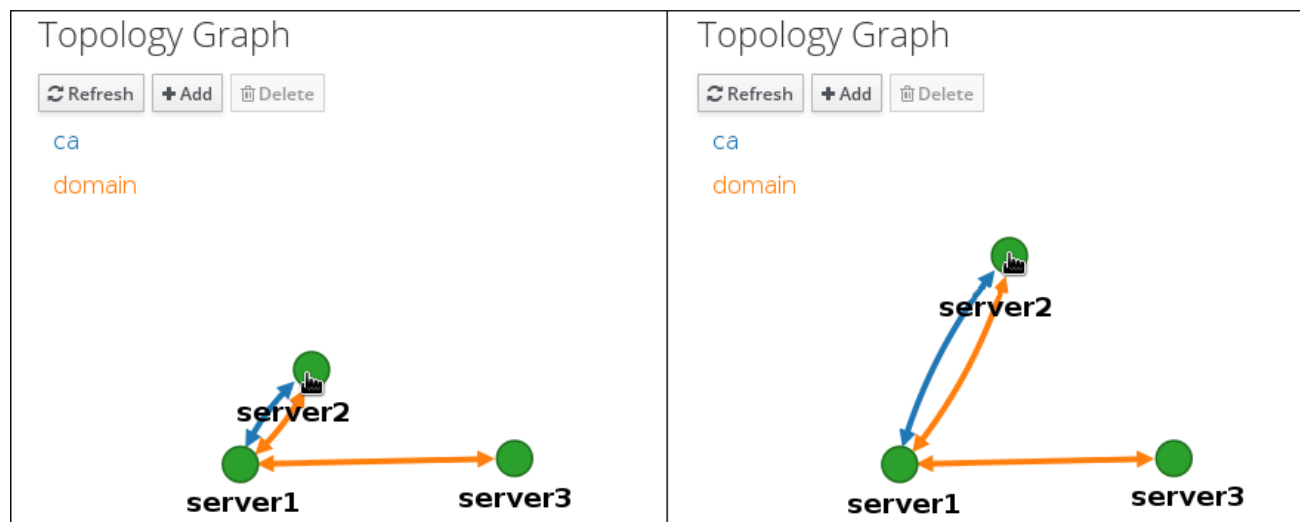 Topology Graph
Refresh Add Delete
ca
domain
server2
server1
server3
Topology Graph
Refresh Add Delete
ca
domain
server2
server1
server3